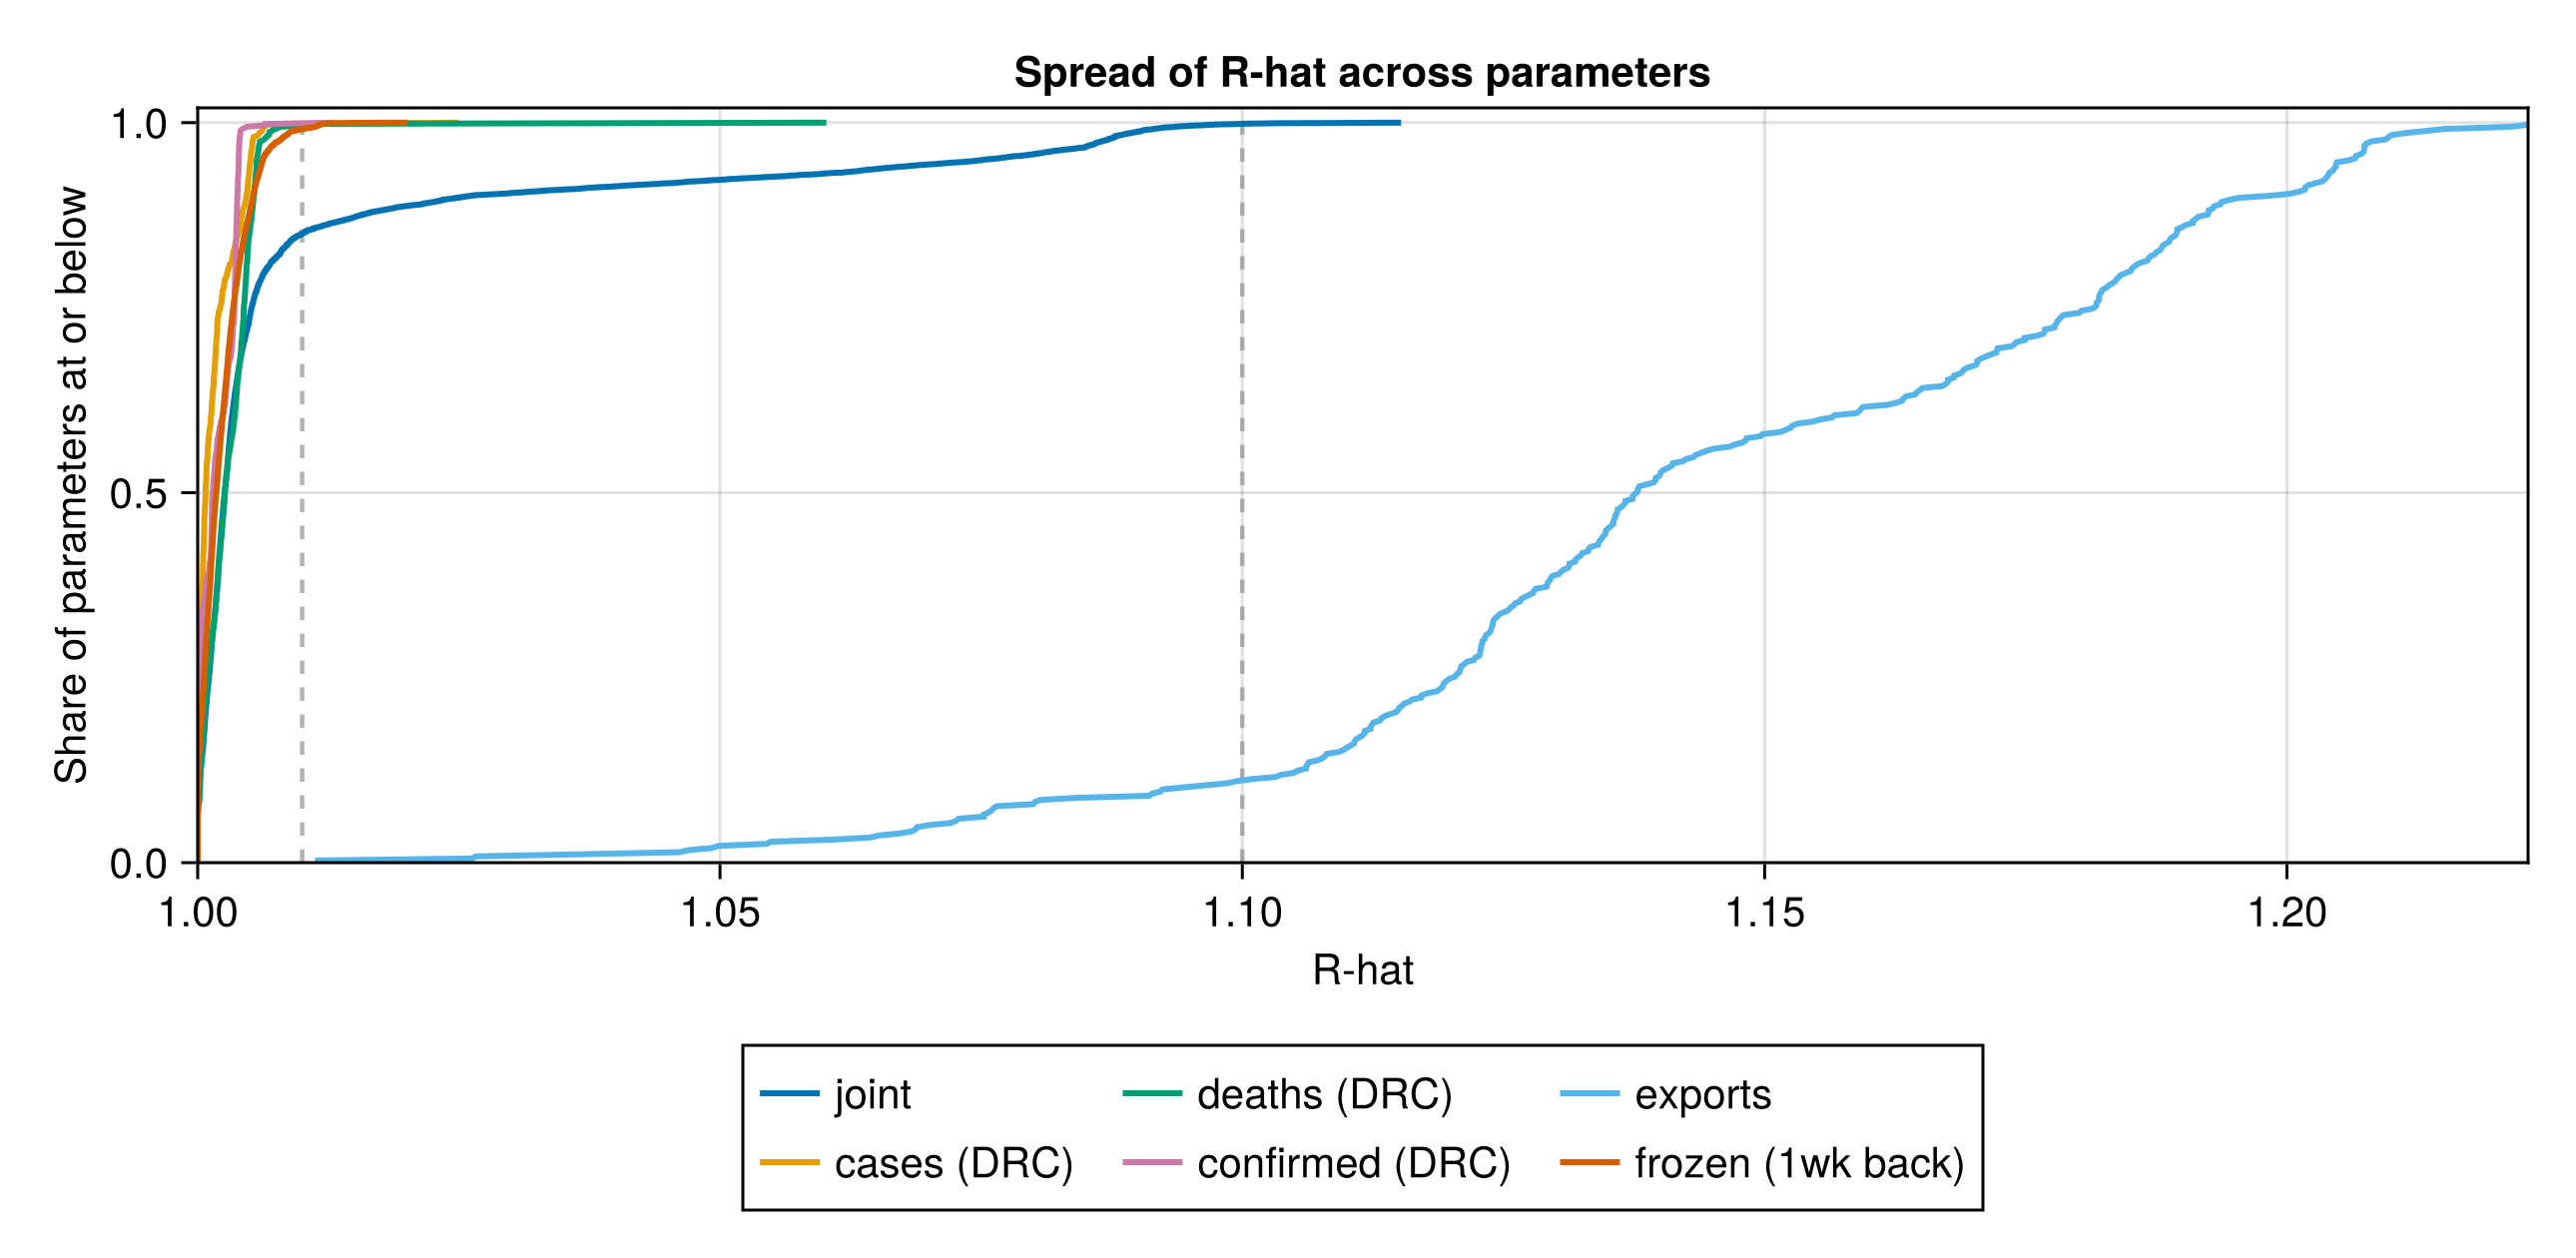 Spread of R-hat across parameters
Share of parameters at or below
1.0
0.5
0.0
1.00 1.05 1.10 1.15 1.20
R-hat
joint deaths (DRC) exports
cases (DRC) confirmed (DRC) frozen (1wk back)